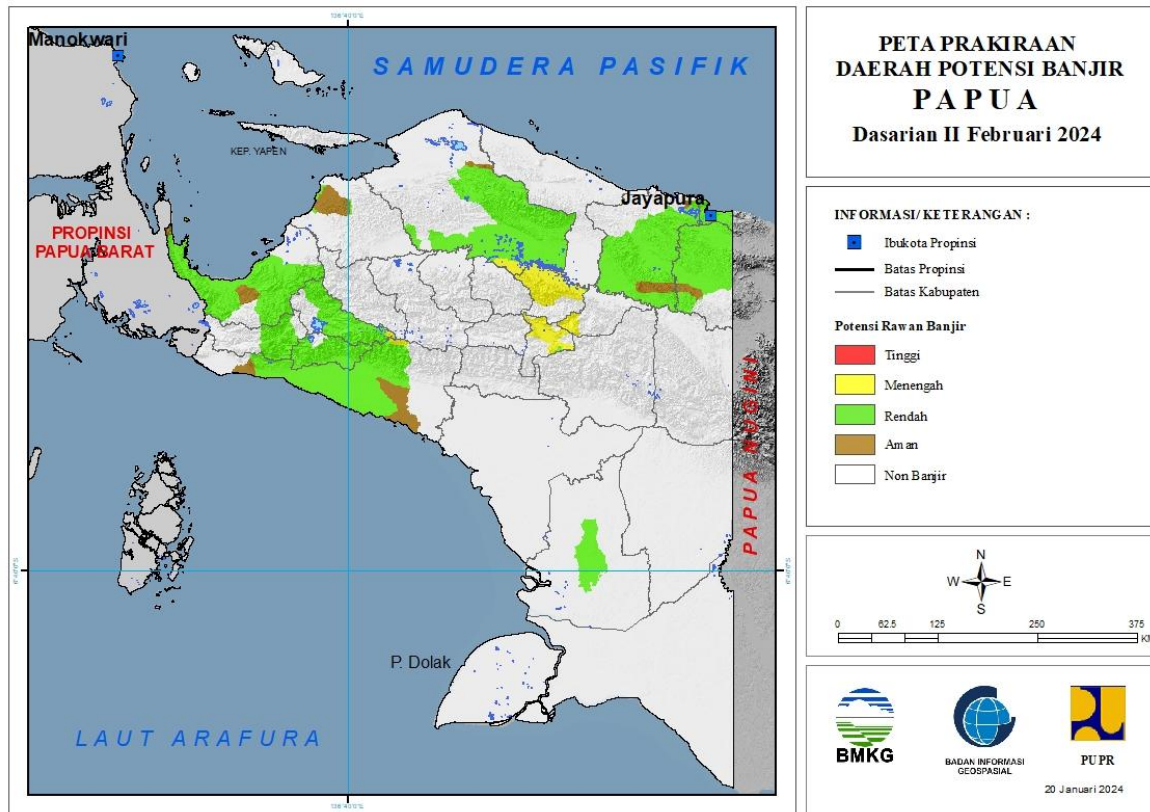 Manokwari
SAMUDERA PASIFIK
KEP. YAPEN
Jayapura
PROPINSI
PAPUA BARAT
PAPUA NUGINI
P. Dolak
LAUT ARAFURA
PETA PRAKIRAAN
DAERAH POTENSI BANJIR
PAPUA
Dasarian II Februari 2024
INFORMASI/ KETERANGAN :
Ibukota Propinsi
Batas Propinsi
Batas Kabupaten
Potensi Rawan Banjir
Tinggi
Menengah
Rendah
Aman
Non Banjir
N
W E
S
0 62.5 125 250 375
BMKG
BADAN INFORMASI
GEOSPASIAL
PUPR
20 Januari 2024